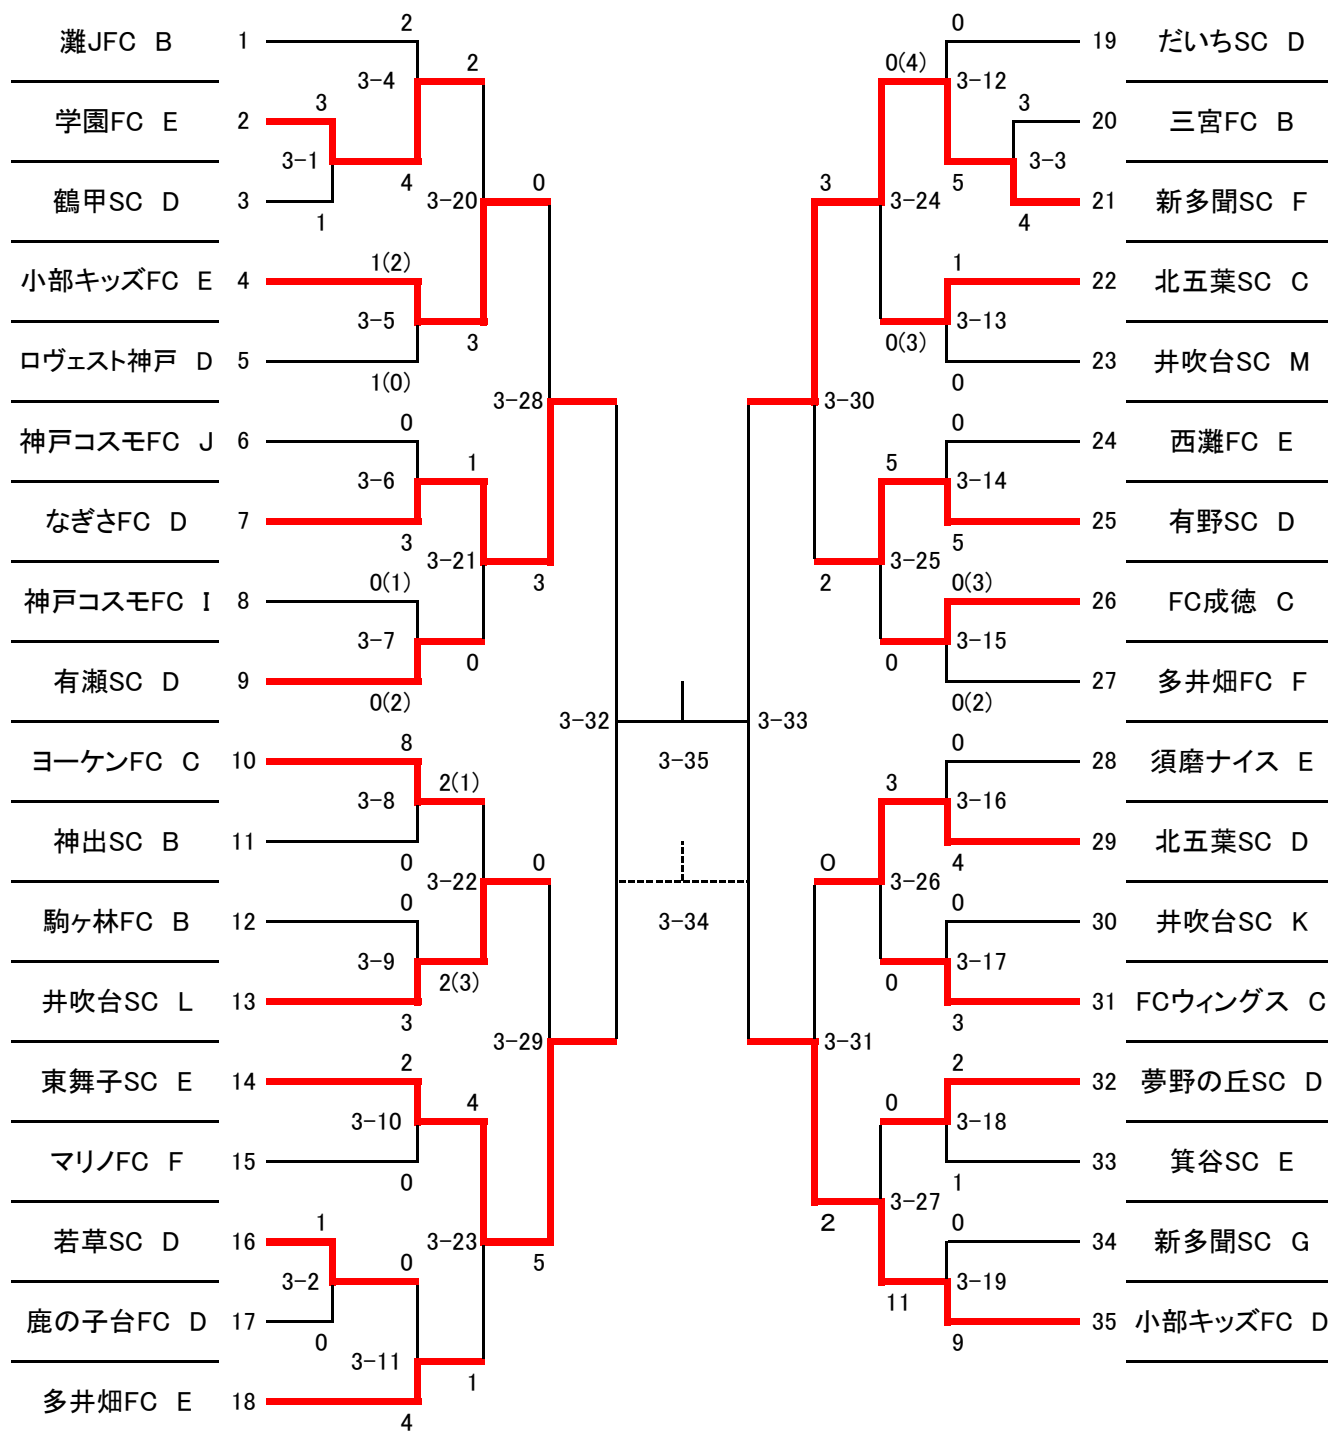 灘JFC B 1 2
3-4 2
学園FC E 2 3
3-1
4
鶴甲SC D 3 1
3-20 0
小部キッズFC E 4 1(2)
3-5
3
ロヴェスト神戸 D 5 1(0)
3-28
神戸コスモFC J 6 0
3-6 1
なぎさFC D 7 3
3-21 3
神戸コスモFC I 8 0(1)
3-7
0
有瀬SC D 9 0(2)
3-32
ヨーケンFC C 10 8
3-8 2(1)
神出SC B 11 0
3-22 0
駒ヶ林FC B 12 0
3-9
2(3)
井吹台SC L 13 3
3-29
東舞子SC E 14 2
3-10 4
マリノFC F 15 0
3-23 5
若草SC D 16 1
3-2 0
鹿の子台FC D 17 0
3-11
1
多井畑FC E 18 4
3-35
3-34
0 19 だいちSC D
0(4) 3-12
3 20 三宮FC B
3-3
5
4 21 新多聞SC F
3 3-24
1 22 北五葉SC C
3-13
0(3)
0 23 井吹台SC M
3-30
0 24 西灘FC E
5 3-14
5 25 有野SC D
2 3-25
0(3) 26 FC成徳 C
3-15
0
0(2) 27 多井畑FC F
3-33
0 28 須磨ナイス E
3 3-16
4 29 北五葉SC D
O 3-26
0 30 井吹台SC K
3-17
0
3 31 FCウィングス C
3-31
2 32 夢野の丘SC D
0 3-18
1 33 箕谷SC E
2 3-27
0 34 新多聞SC G
3-19
11
9 35 小部キッズFC D